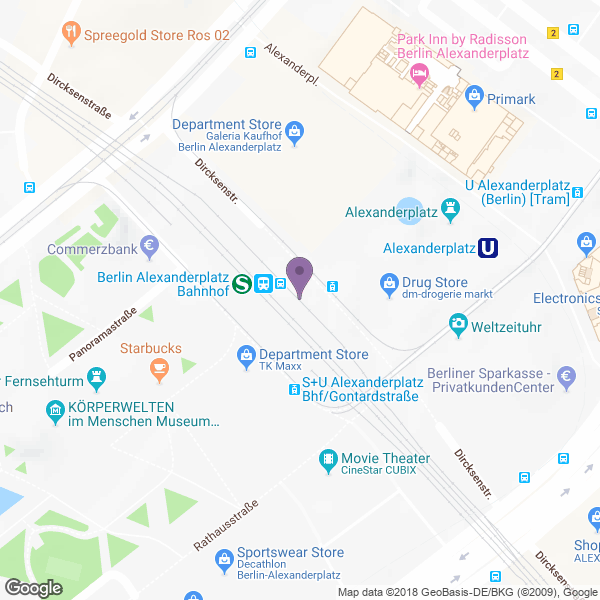 Spreegold Store Ros 02
Park Inn by Radisson
Berlin Alexanderplatz
Alexanderpl.
2
2
Dircksenstraße
Primark
Department Store
Galeria Kaufhof
Berlin Alexanderplatz
Dircksenstr.
U Alexanderplatz
(Berlin) [Tram]
Alexanderplatz
Commerzbank
Alexanderplatz
U
Berlin Alexanderplatz
Bahnhof
S
Drug Store
dm-drogerie markt
Electronics
S
Panoramastraße
Weltzeituhr
Starbucks
Department Store
TK Maxx
r Fernsehturm
S+U Alexanderplatz
Bhf/Gontardstraße
Berliner Sparkasse -
PrivatkundenCenter
ch
KÖRPERWELTEN
im Menschen Museum...
Movie Theater
CineStar CUBIX
Dircksenstr.
Rathausstraße
Sportswear Store
Decathlon
Berlin-Alexanderplatz
Shop
ALEX
Dircksens
Google
Map data ©2018 GeoBasis-DE/BKG (©2009), Google